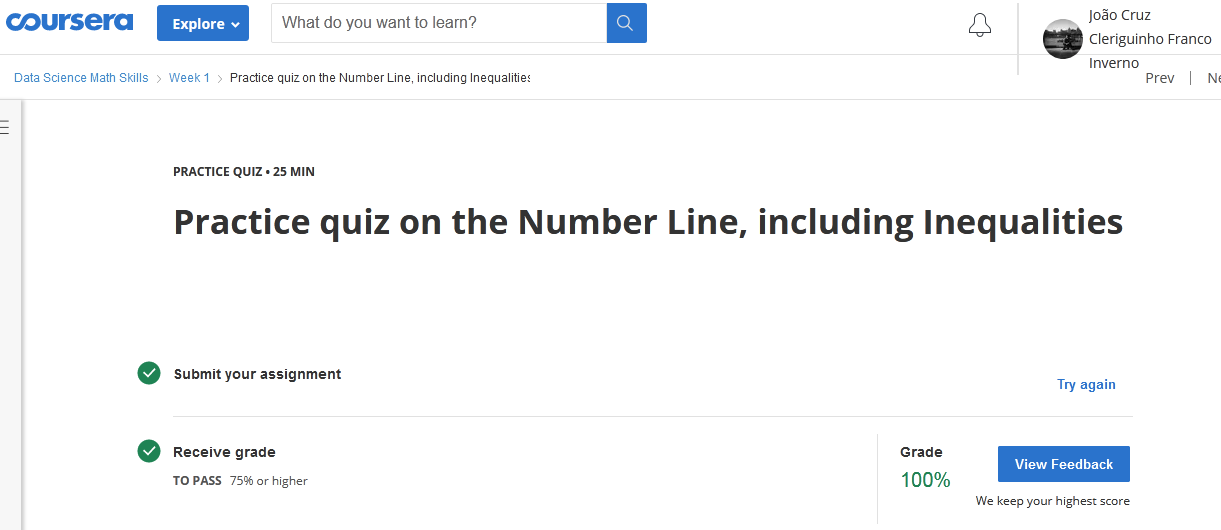 coursera
Explore
What do you want to learn?
João Cruz
Cleriguinho Franco
Inverno
Data Science Math Skills > Week 1 > Practice quiz on the Number Line, including Inequalities
Prev | Ne
PRACTICE QUIZ • 25 MIN
Practice quiz on the Number Line, including Inequalities
Submit your assignment
Try again
Receive grade
TO PASS 75% or higher
Grade
100%
View Feedback
We keep your highest score